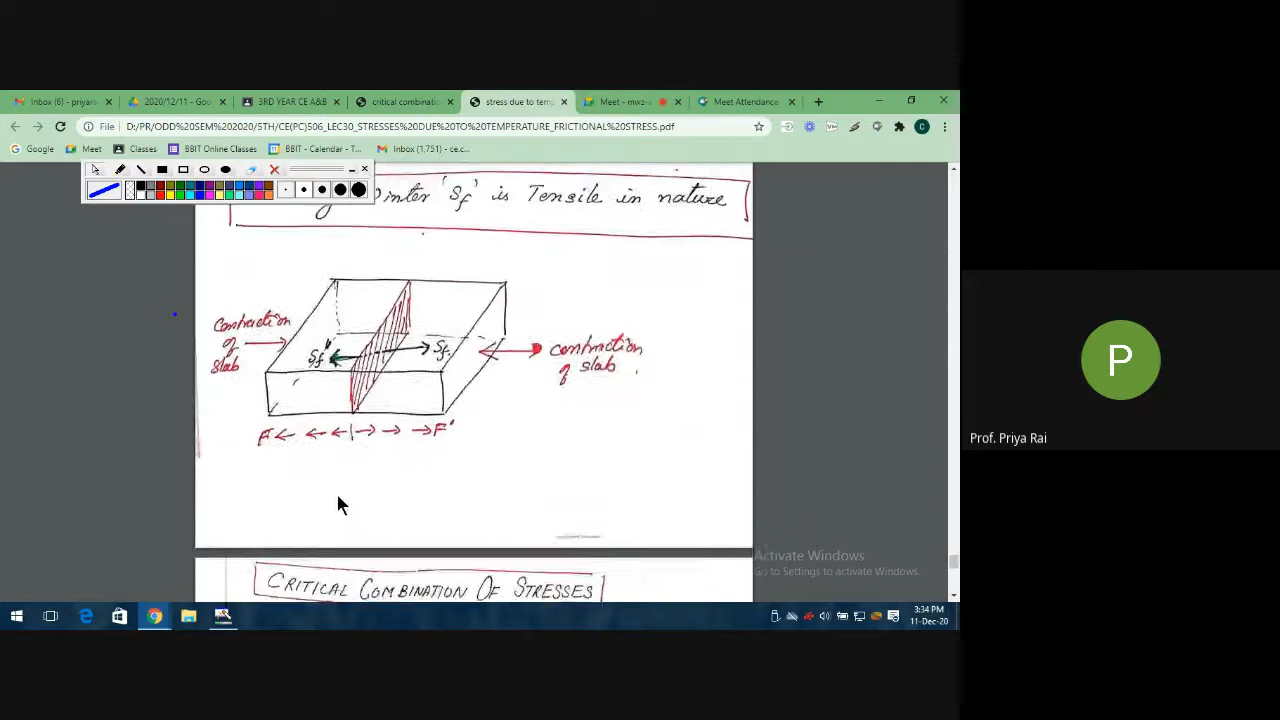 Inbox (6) - priyara
2020/12/11 - Goo
3RD YEAR CE A&B
critical combinatio
stress due to temp
Meet - mwz-
Meet Attendance
File
D:/PR/ODD%20SEM%202020/5TH/CE(PC)506_LEC30_STRESSES%20DUE%20TO%20TEMPERATURE_FRICTIONAL%20STRESS.pdf
Google
Meet
Classes
BBIT Online Classes
BBIT - Calendar - T...
Inbox (1,751) - ce.c...
'Sf' is Tensile in nature
Contraction
of
slab
Sf"
Sf
contraction
of slab
F
F'
CRITICAL COMBINATION OF STRESSES
Activate Windows
Go to Settings to activate Windows.
3:34 PM
11-Dec-20
P
Prof. Priya Rai